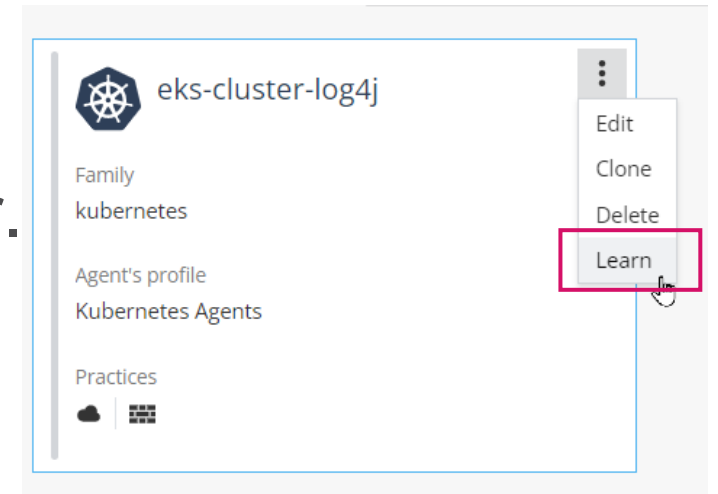 eks-cluster-log4j
Edit
Clone
Delete
Learn
Family
kubernetes
Agent's profile
Kubernetes Agents
Practices